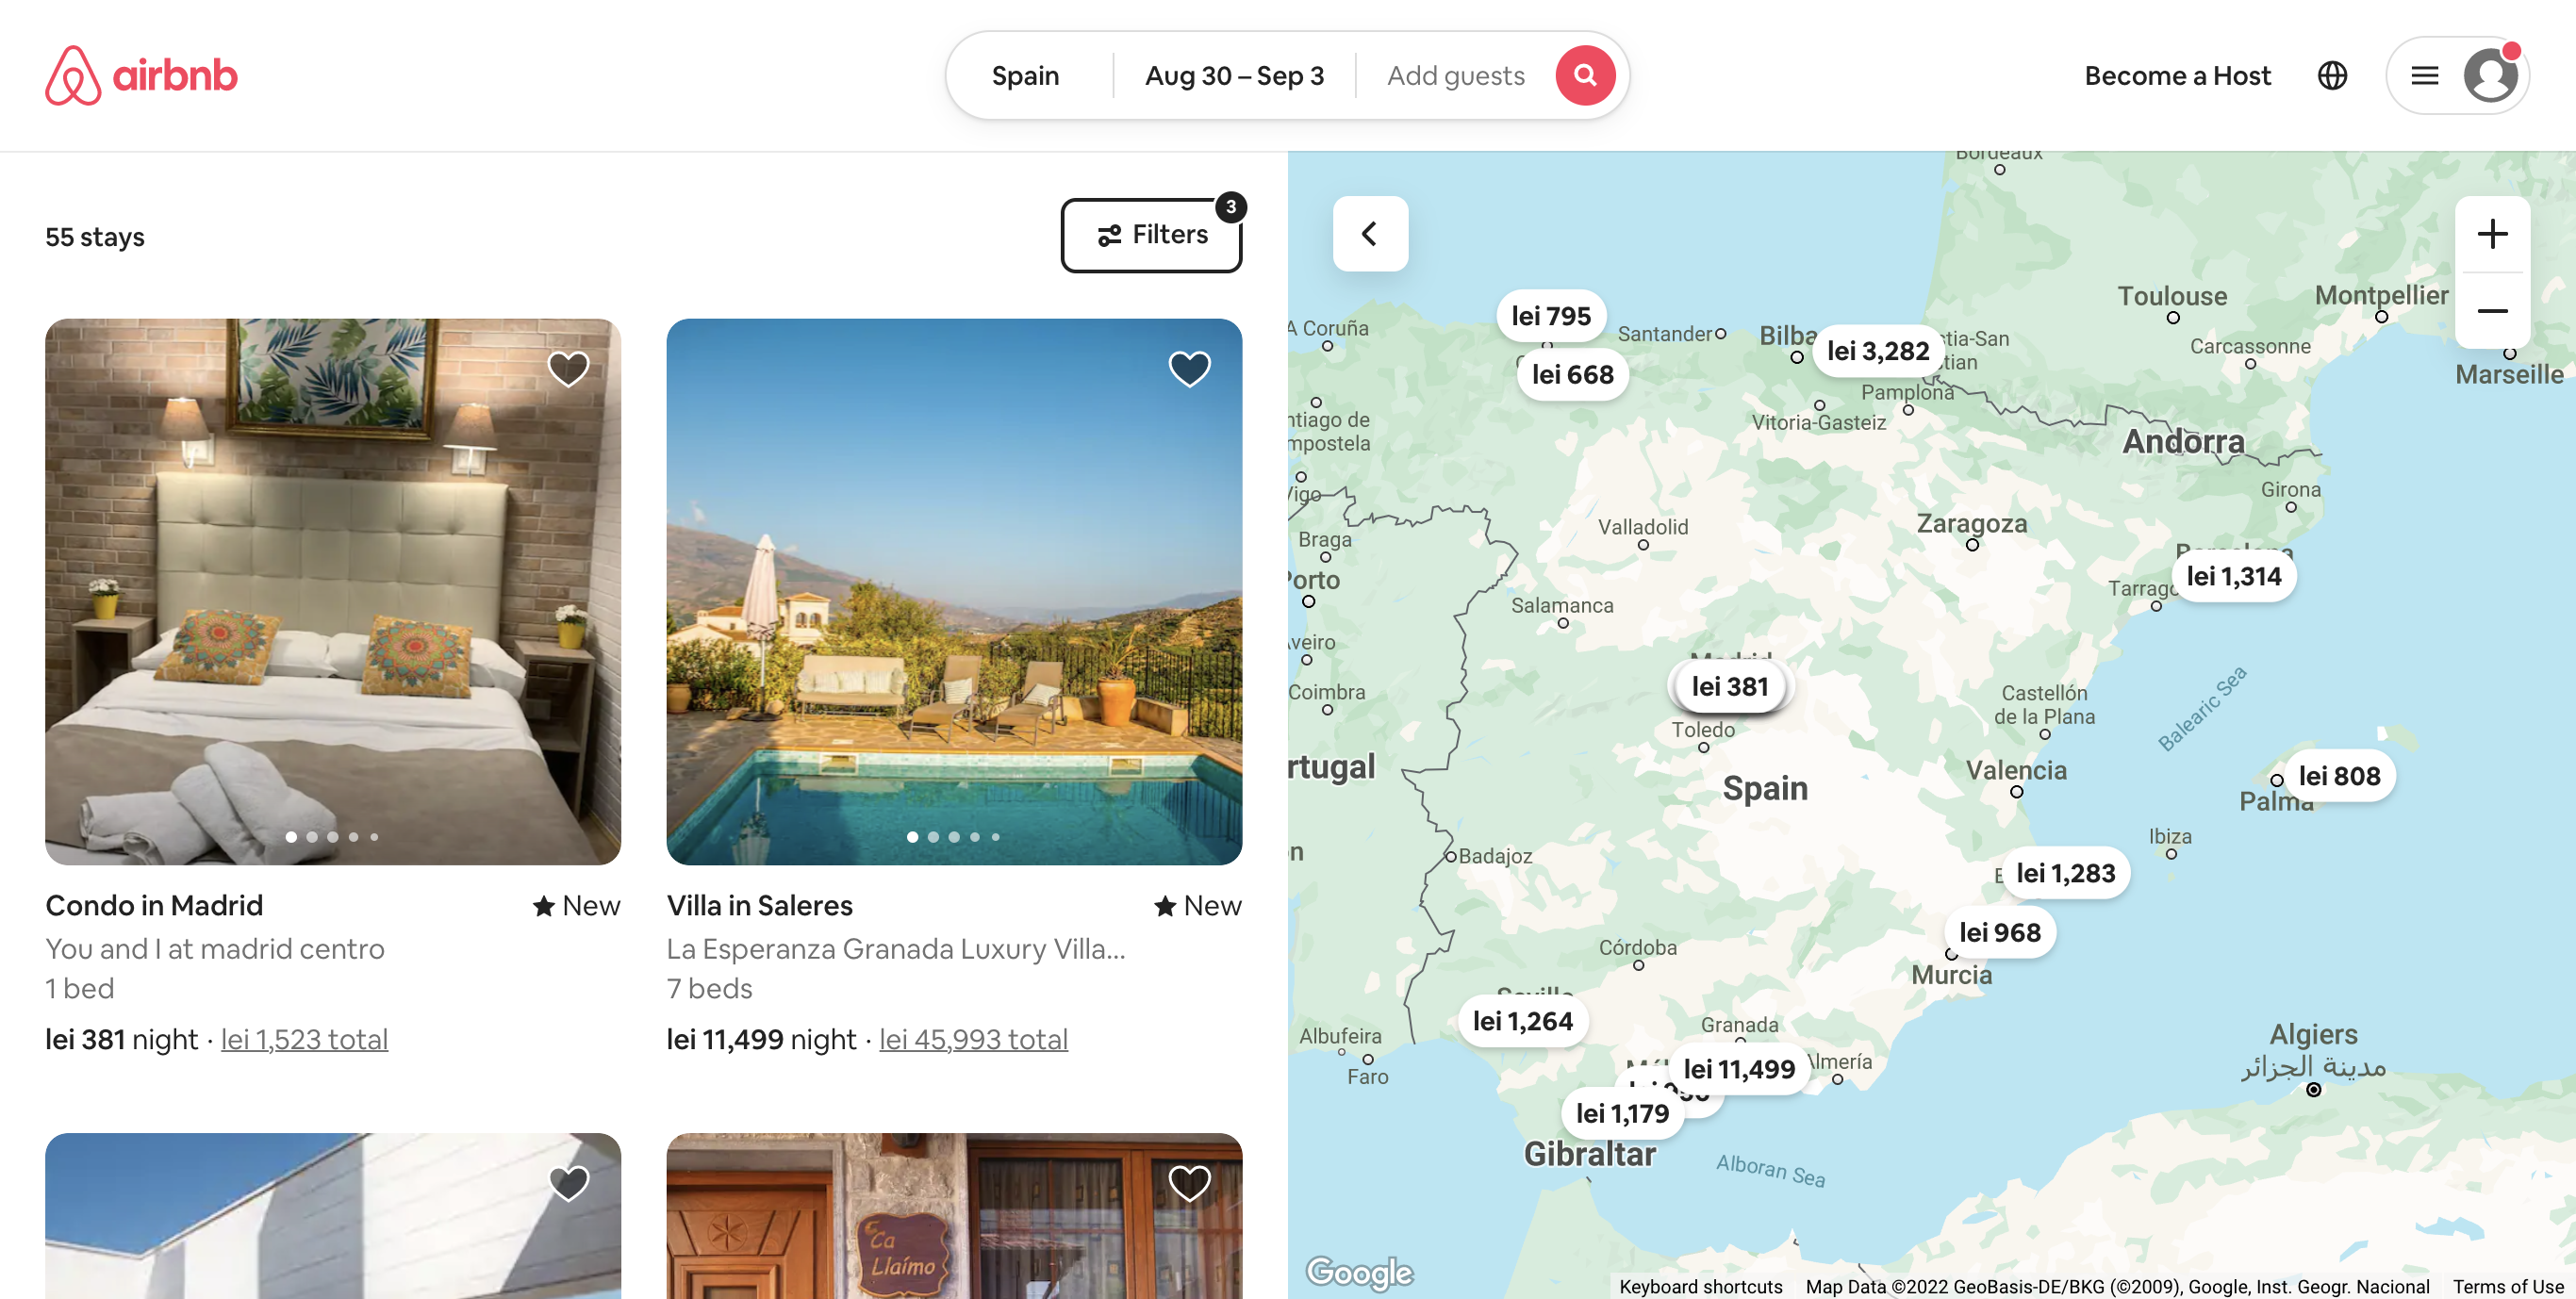 airbnb
Spain
Aug 30 – Sep 3
Add guests
Become a Host
55 stays
Filters
3
Condo in Madrid
New
You and I at madrid centro
1 bed
lei 381 night · lei 1,523 total
Villa in Saleres
New
La Esperanza Granada Luxury Villa...
7 beds
lei 11,499 night · lei 45,993 total
Ca
Llaímo
Bordeaux
Toulouse
Montpellier
lei 795
A Coruña
Santander
lei 3,282
Carcassonne
lei 668
Marseille
Pamplona
Vitoria-Gasteiz
Andorra
Vigo
Girona
Valladolid
Zaragoza
Braga
Porto
lei 1,314
Salamanca
Aveiro
Madrid
lei 381
Coimbra
Castellón
de la Plana
Balearic Sea
Toledo
Valencia
Spain
lei 808
Palma
Ibiza
Badajoz
lei 1,283
lei 968
Córdoba
Murcia
lei 1,264
Granada
Albufeira
Faro
lei 11,499
Almería
lei 1,179
Algiers
مدينة الجزائر
Gibraltar
Alboran Sea
Google
Keyboard shortcuts
Map Data ©2022 GeoBasis-DE/BKG (©2009), Google, Inst. Geogr. Nacional
Terms of Use